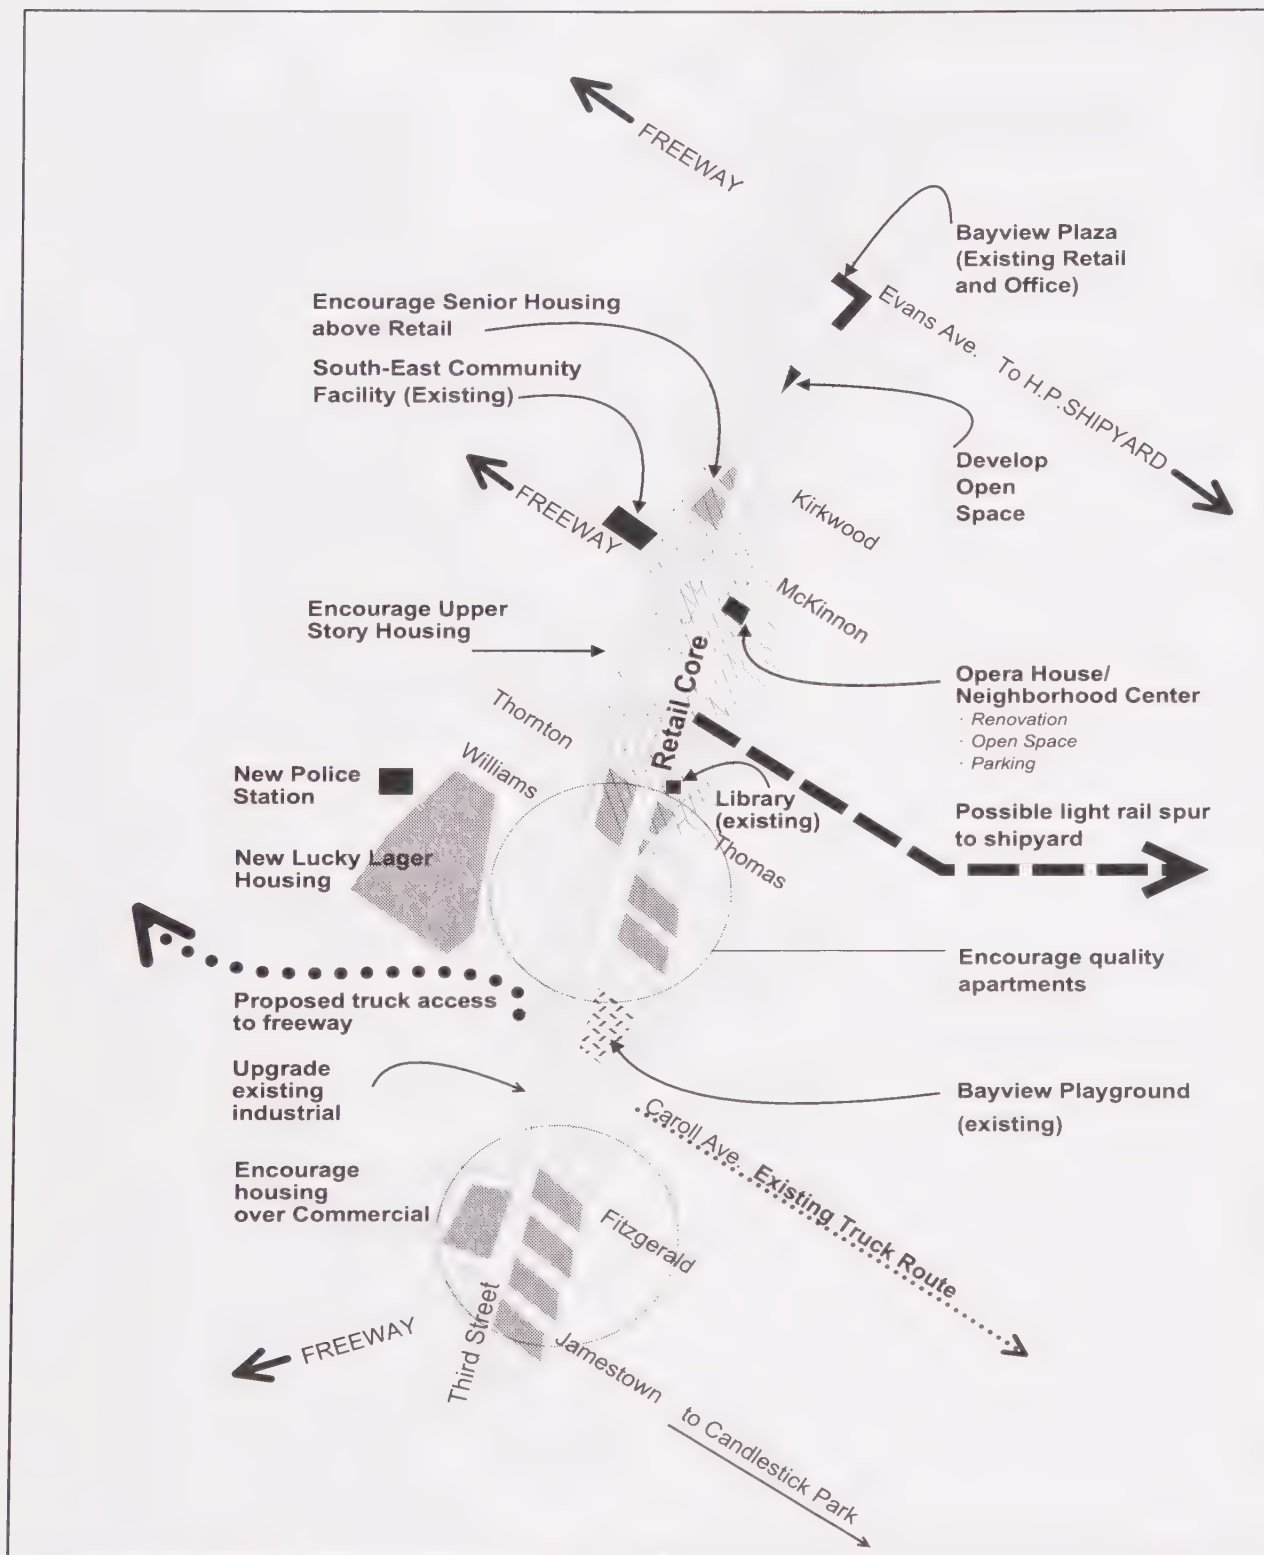 FREEWAY
Bayview Plaza
(Existing Retail
and Office)
Evans Ave. To H.P.SHIPYARD
Encourage Senior Housing
above Retail
South-East Community
Facility (Existing)
Develop
Open
Space
FREEWAY
Kirkwood
McKinnon
Encourage Upper
Story Housing
Opera House/
Neighborhood Center
· Renovation
· Open Space
· Parking
Retail Core
Thornton
Williams
New Police
Station
Library
(existing)
Thomas
Possible light rail spur
to shipyard
New Lucky Lager
Housing
Encourage quality
apartments
Proposed truck access
to freeway
Upgrade
existing
industrial
Bayview Playground
(existing)
Caroll Ave. Existing Truck Route
Encourage
housing
over Commercial
Fitzgerald
Third Street
FREEWAY
Jamestown to Candlestick Park